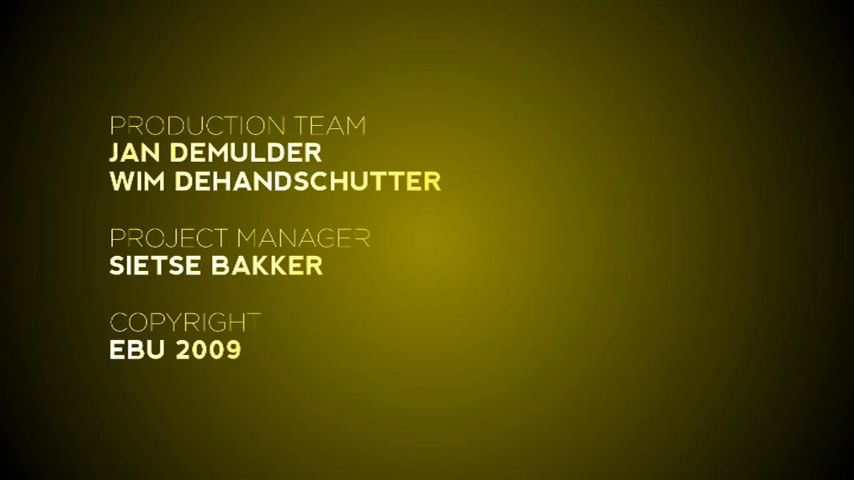 PRODUCTION TEAM
JAN DEMULDER
WIM DEHANDSCHUTTER
PROJECT MANAGER
SIETSE BAKKER
COPYRIGHT
EBU 2009